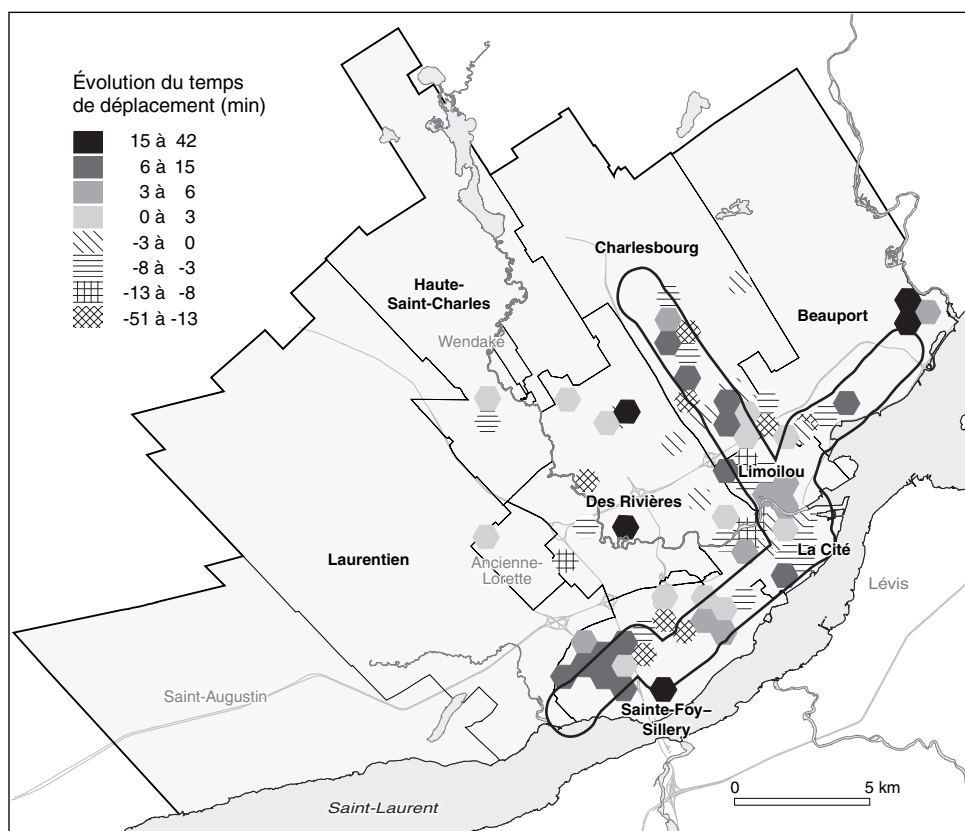 Évolution du temps
de déplacement (min)
15 à 42
6 à 15
3 à 6
0 à 3
-3 à 0
-8 à -3
-13 à -8
-51 à -13
Charlesbourg
Haute-
Saint-Charles
Beauport
Wendake
Limoilou
Des Rivières
La Cité
Laurentien
Ancienne-
Lorette
Lévis
Saint-Augustin
Sainte-Foy–
Sillery
0 5 km
Saint-Laurent